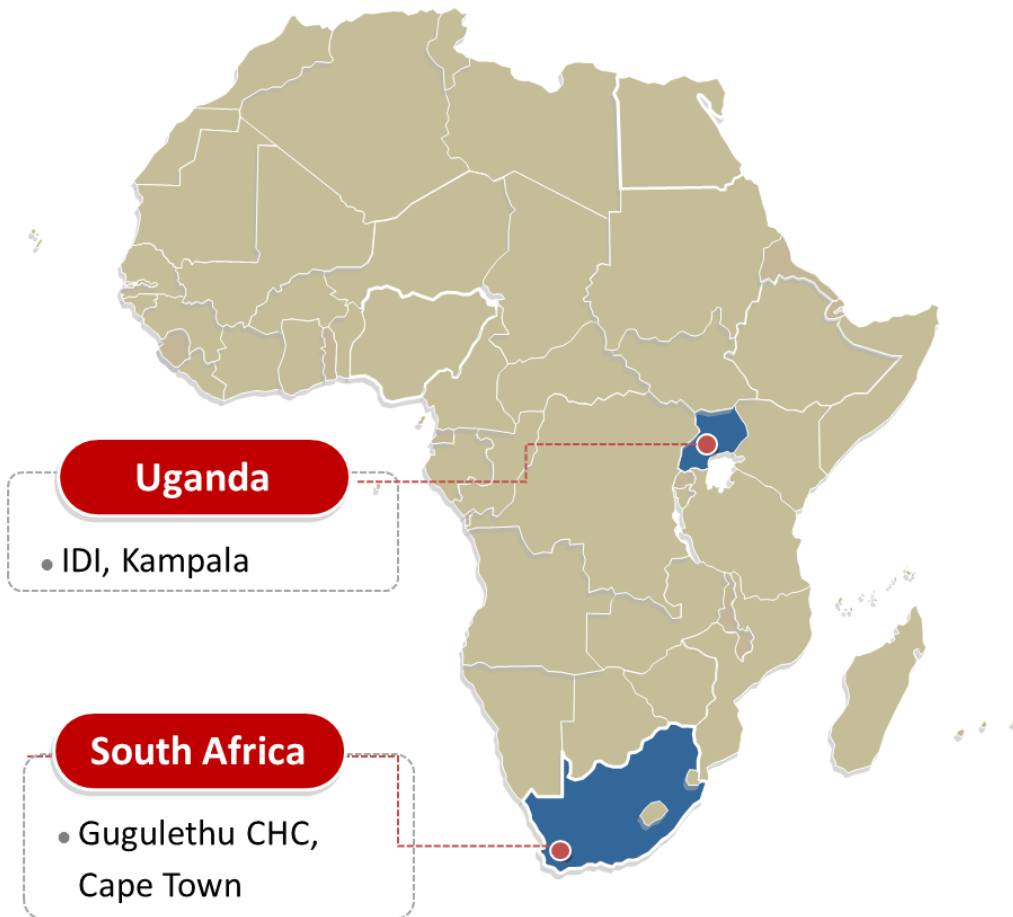 Uganda
• IDI, Kampala
South Africa
• Gugulethu CHC,
Cape Town